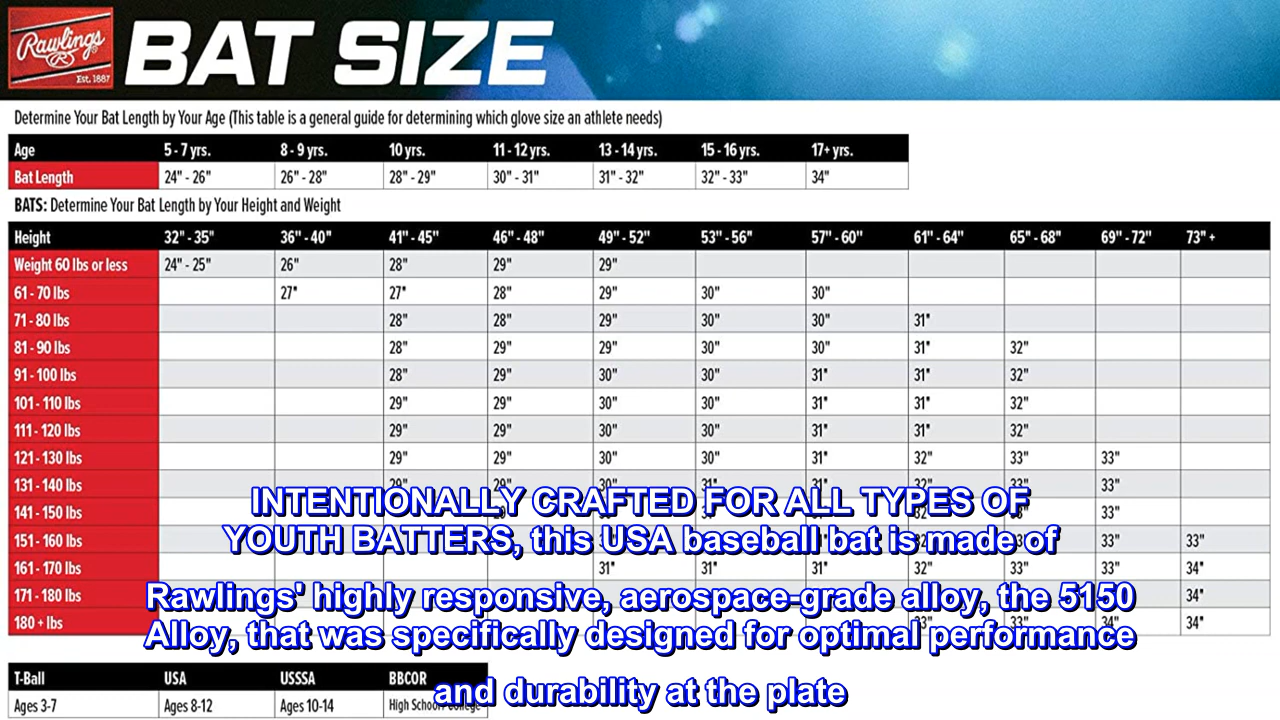 Rawlings
Est. 1887
BAT SIZE
Determine Your Bat Length by Your Age (This table is a general guide for determining which glove size an athlete needs)
Age 5 - 7 yrs. 8 - 9 yrs. 10 yrs. 11 - 12 yrs. 13 - 14 yrs. 15 - 16 yrs. 17+ yrs.
Bat Length 24" - 26" 26" - 28" 28" - 29" 30" - 31" 31" - 32" 32" - 33" 34"
BATS: Determine Your Bat Length by Your Height and Weight
Height 32" - 35" 36" - 40" 41" - 45" 46" - 48" 49" - 52" 53" - 56" 57" - 60" 61" - 64" 65" - 68" 69" - 72" 73" +
Weight 60 lbs or less 24" - 25" 26" 28" 29" 29"
61 - 70 lbs 27" 27" 28" 29" 30" 30"
71 - 80 lbs 28" 28" 29" 30" 30" 31"
81 - 90 lbs 28" 29" 29" 30" 30" 31" 32"
91 - 100 lbs 28" 29" 30" 30" 31" 31" 32"
101 - 110 lbs 29" 29" 30" 30" 31" 31" 32"
111 - 120 lbs 29" 29" 30" 30" 31" 31" 32"
121 - 130 lbs 29" 29" 30" 30" 31" 32" 33" 33"
131 - 140 lbs 33"
INTENTIONALLY CRAFTED FOR ALL TYPES OF
141 - 150 lbs 33"
YOUTH BATTERS, this USA baseball bat is made of
151 - 160 lbs 33" 33"
161 - 170 lbs 31" 31" 31" 32" 33" 33" 34"
Rawlings' highly responsive, aerospace-grade alloy, the 5150
171 - 180 lbs 34"
180 + lbs 34"
Alloy, that was specifically designed for optimal performance
T-Ball USA USSSA BBCOR
and durability at the plate
Ages 3-7 Ages 8-12 Ages 10-14 High School